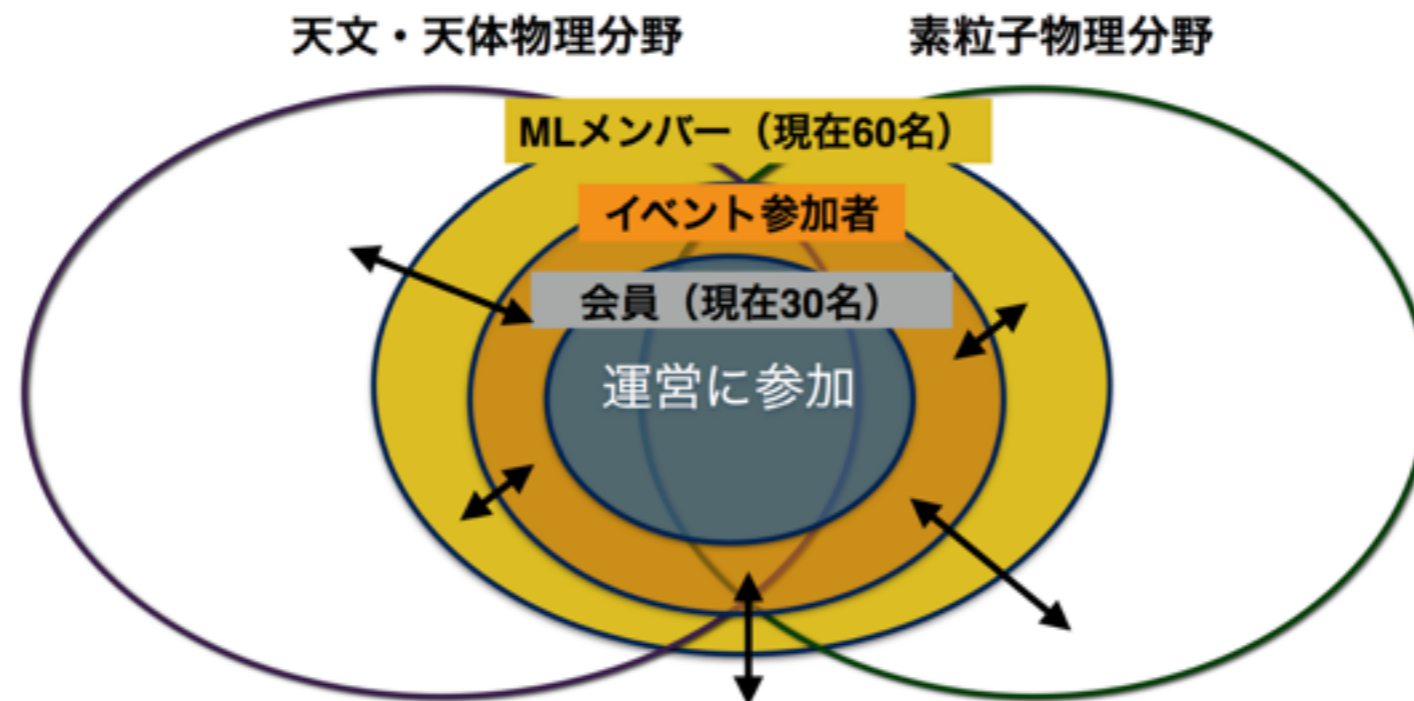 天文・天体物理分野
素粒子物理分野
MLメンバー（現在60名）
イベント参加者
会員（現在30名）
運営に参加